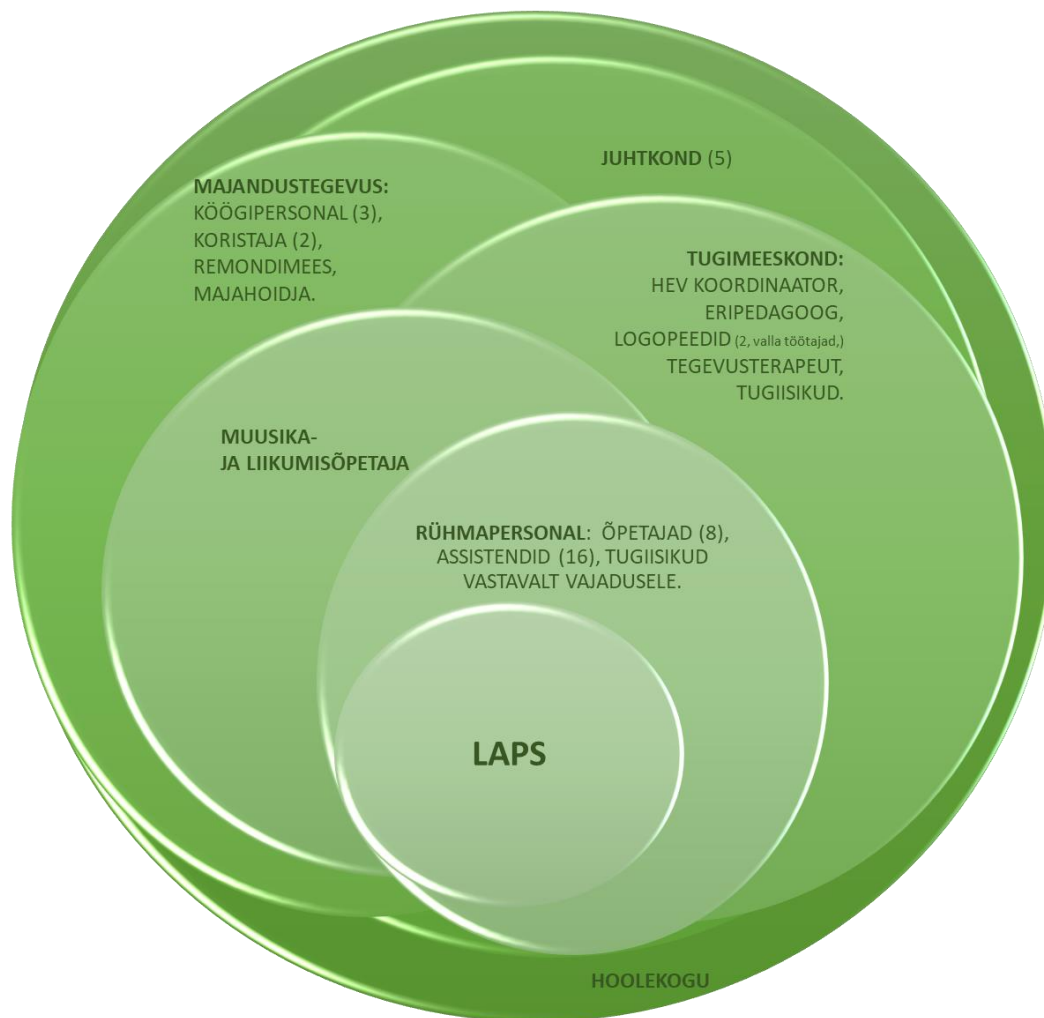 JUHTKOND (5)
MAJANDUSTEGEVUS:
KÖÖGIPERSONAL (3),
KORISTAJA (2),
REMONDIMEES,
MAJAHOIDJA.
TUGIMEESKOND:
HEV KOORDINAATOR,
ERIPEDAGOOG,
LOGOPEEDID (2, valla töötajad,)
TEGEVUSTERAPEUT,
TUGIISIKUD.
MUUSIKA-
JA LIIKUMISÕPETAJA
RÜHMAPERSONAL: ÕPETAJAD (8),
ASSISTENDID (16), TUGIISIKUD
VASTAVALT VAJADUSELE.
LAPS
HOOLEKOGU